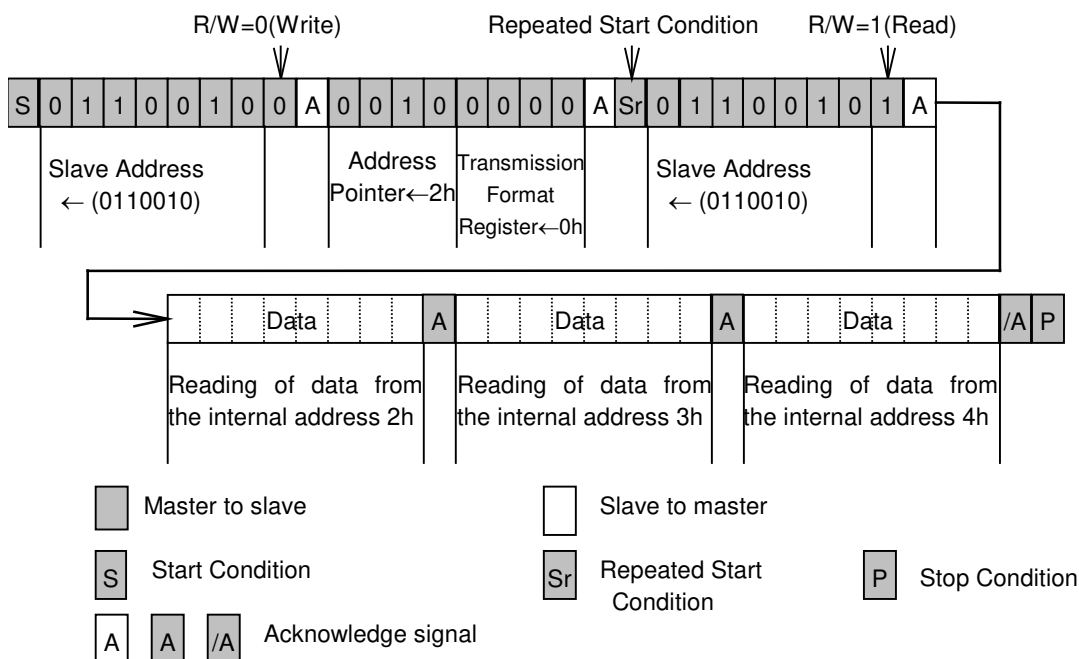 R/W=0(Write) Repeated Start Condition R/W=1(Read)
S 0 1 1 0 0 1 0 0 A 0 0 1 0 0 0 0 0 A Sr 0 1 1 0 0 1 0 1 A
Slave Address
← (0110010)
Address
Pointer←2h
Transmission
Format
Register←0h
Slave Address
← (0110010)
Data A Data A Data /A P
Reading of data from
the internal address 2h
Reading of data from
the internal address 3h
Reading of data from
the internal address 4h
Master to slave
Slave to master
S Start Condition
Sr Repeated Start
Condition
P Stop Condition
A A /A Acknowledge signal